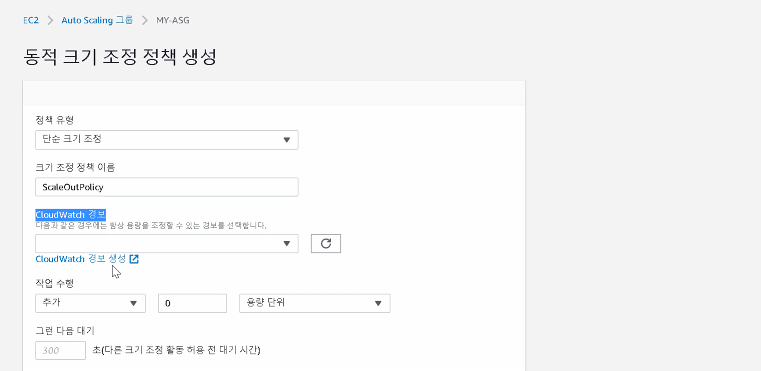 EC2 > Auto Scaling 그룹 > MY-ASG
동적 크기 조정 정책 생성
정책 유형
단순 크기 조정
크기 조정 정책 이름
ScaleOutPolicy
CloudWatch 경보
다음과 같은 경우에는 항상 용량을 조정할 수 있는 경보를 선택합니다.
CloudWatch 경보 생성
작업 수행
추가 0 용량 단위
그런 다음 대기
300 초(다른 크기 조정 활동 허용 전 대기 시간)